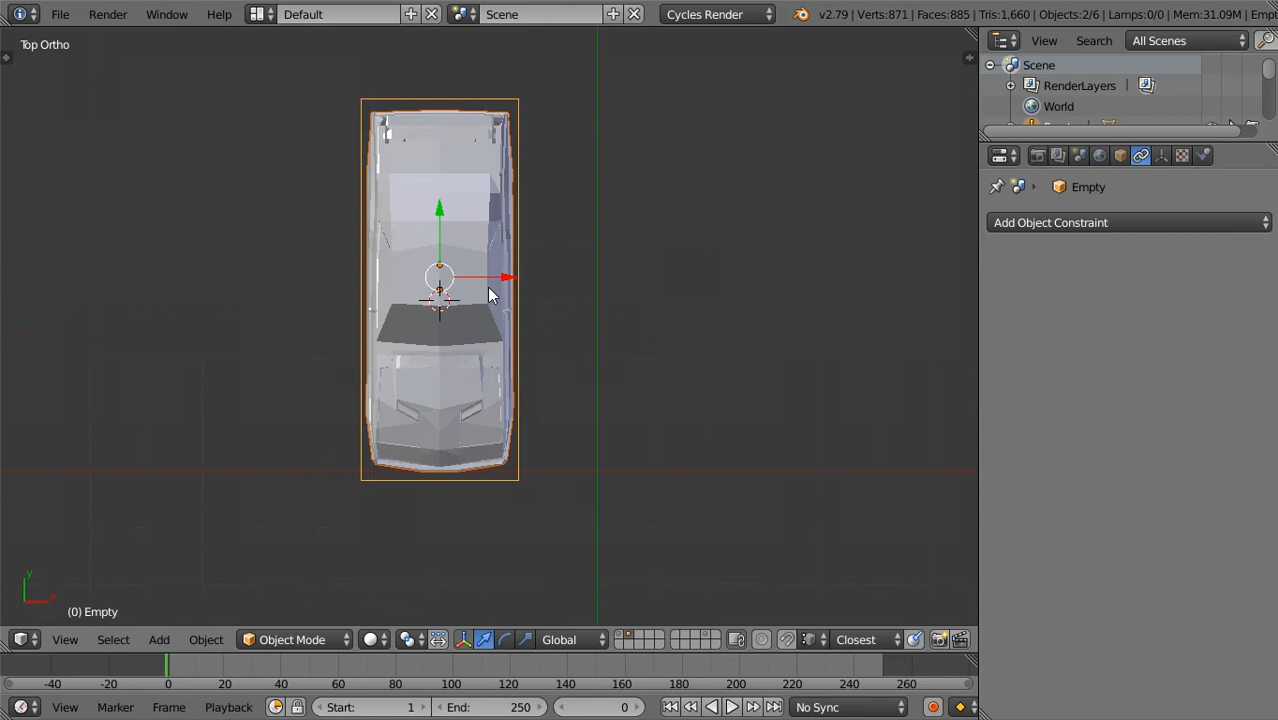 File Render Window Help Default Scene Cycles Render v2.79 | Verts:871 | Faces:885 | Tris:1,660 | Objects:2/6 | Lamps:0/0 | Mem:31.09M | Empt
Top Ortho
View Search All Scenes
Scene
RenderLayers
World
Empty
Add Object Constraint
y
x
(0) Empty
View Select Add Object Object Mode Global Closest
-40 -20 0 20 40 60 80 100 120 140 160 180 200 220 240 260
View Marker Frame Playback Start: 1 End: 250 0 No Sync